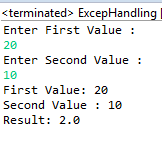 <terminated> ExcepHandling
Enter First Value :
20
Enter Second Value :
10
First Value: 20
Second Value : 10
Result: 2.0